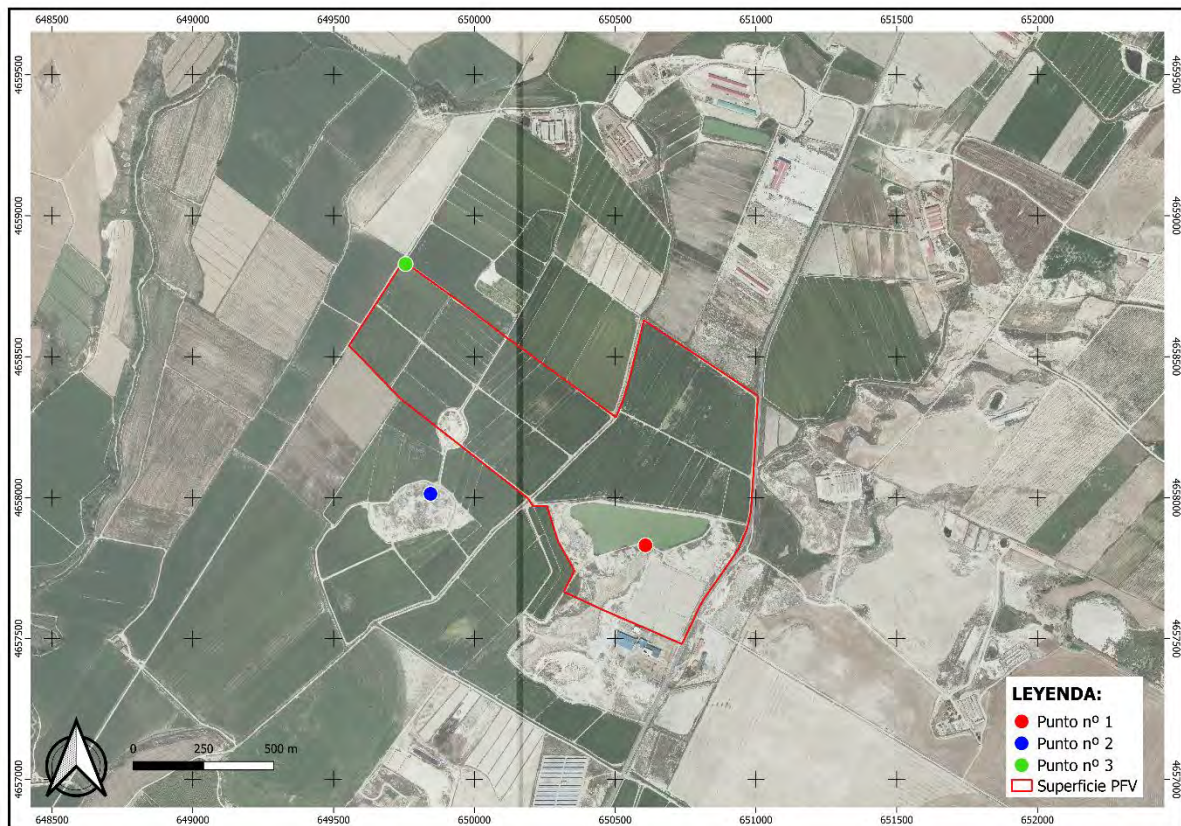 648500 649000 649500 650000 650500 651000 651500 652000
4659500 4659500
4659000 4659000
4658500 4658500
4658000 4658000
4657500 4657500
4657000 4657000
LEYENDA:
Punto nº 1
Punto nº 2
Punto nº 3
Superficie PFV
0 250 500 m
648500 649000 649500 650000 650500 651000 651500 652000